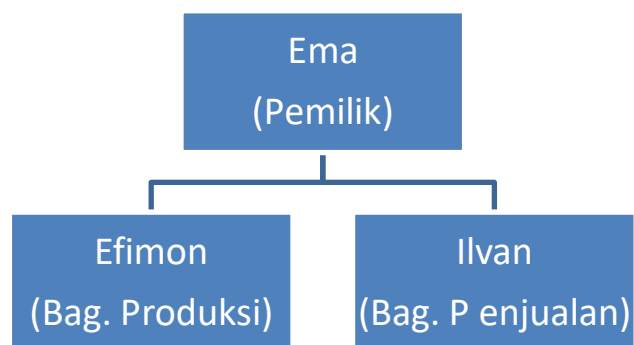 Ema
(Pemilik)
Efimon
(Bag. Produksi)
Ilvan
(Bag. P enjualan)